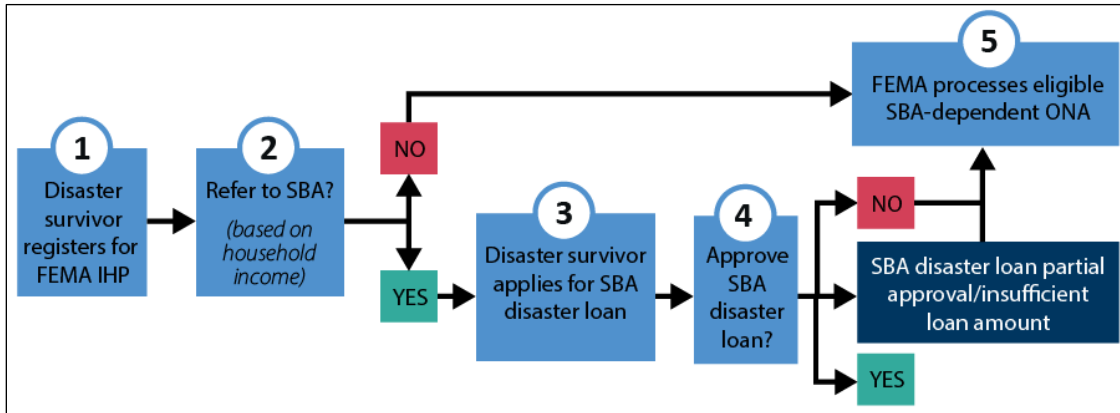 1
Disaster
survivor
registers for
FEMA IHP
2
Refer to SBA?
(based on
household
income)
NO
YES
3
Disaster survivor
applies for SBA
disaster loan
4
Approve
SBA
disaster
loan?
NO
SBA disaster loan partial
approval/insufficient
loan amount
YES
5
FEMA processes eligible
SBA-dependent ONA